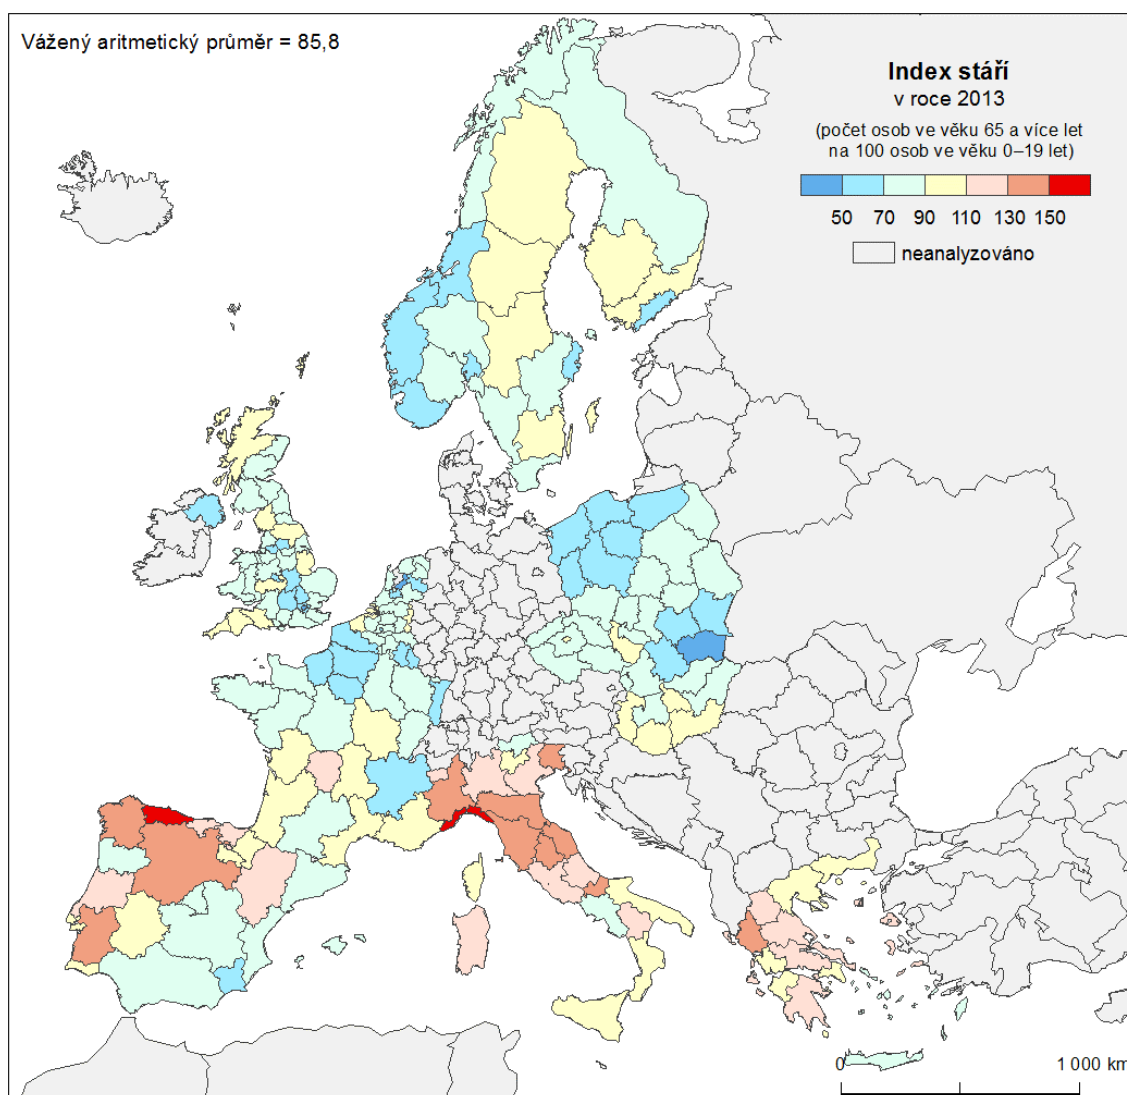 Vážený aritmetický průměr = 85,8
Index stáří
v roce 2013
(počet osob ve věku 65 a více let
na 100 osob ve věku 0–19 let)
50 70 90 110 130 150
neanalyzováno
0 1 000 km